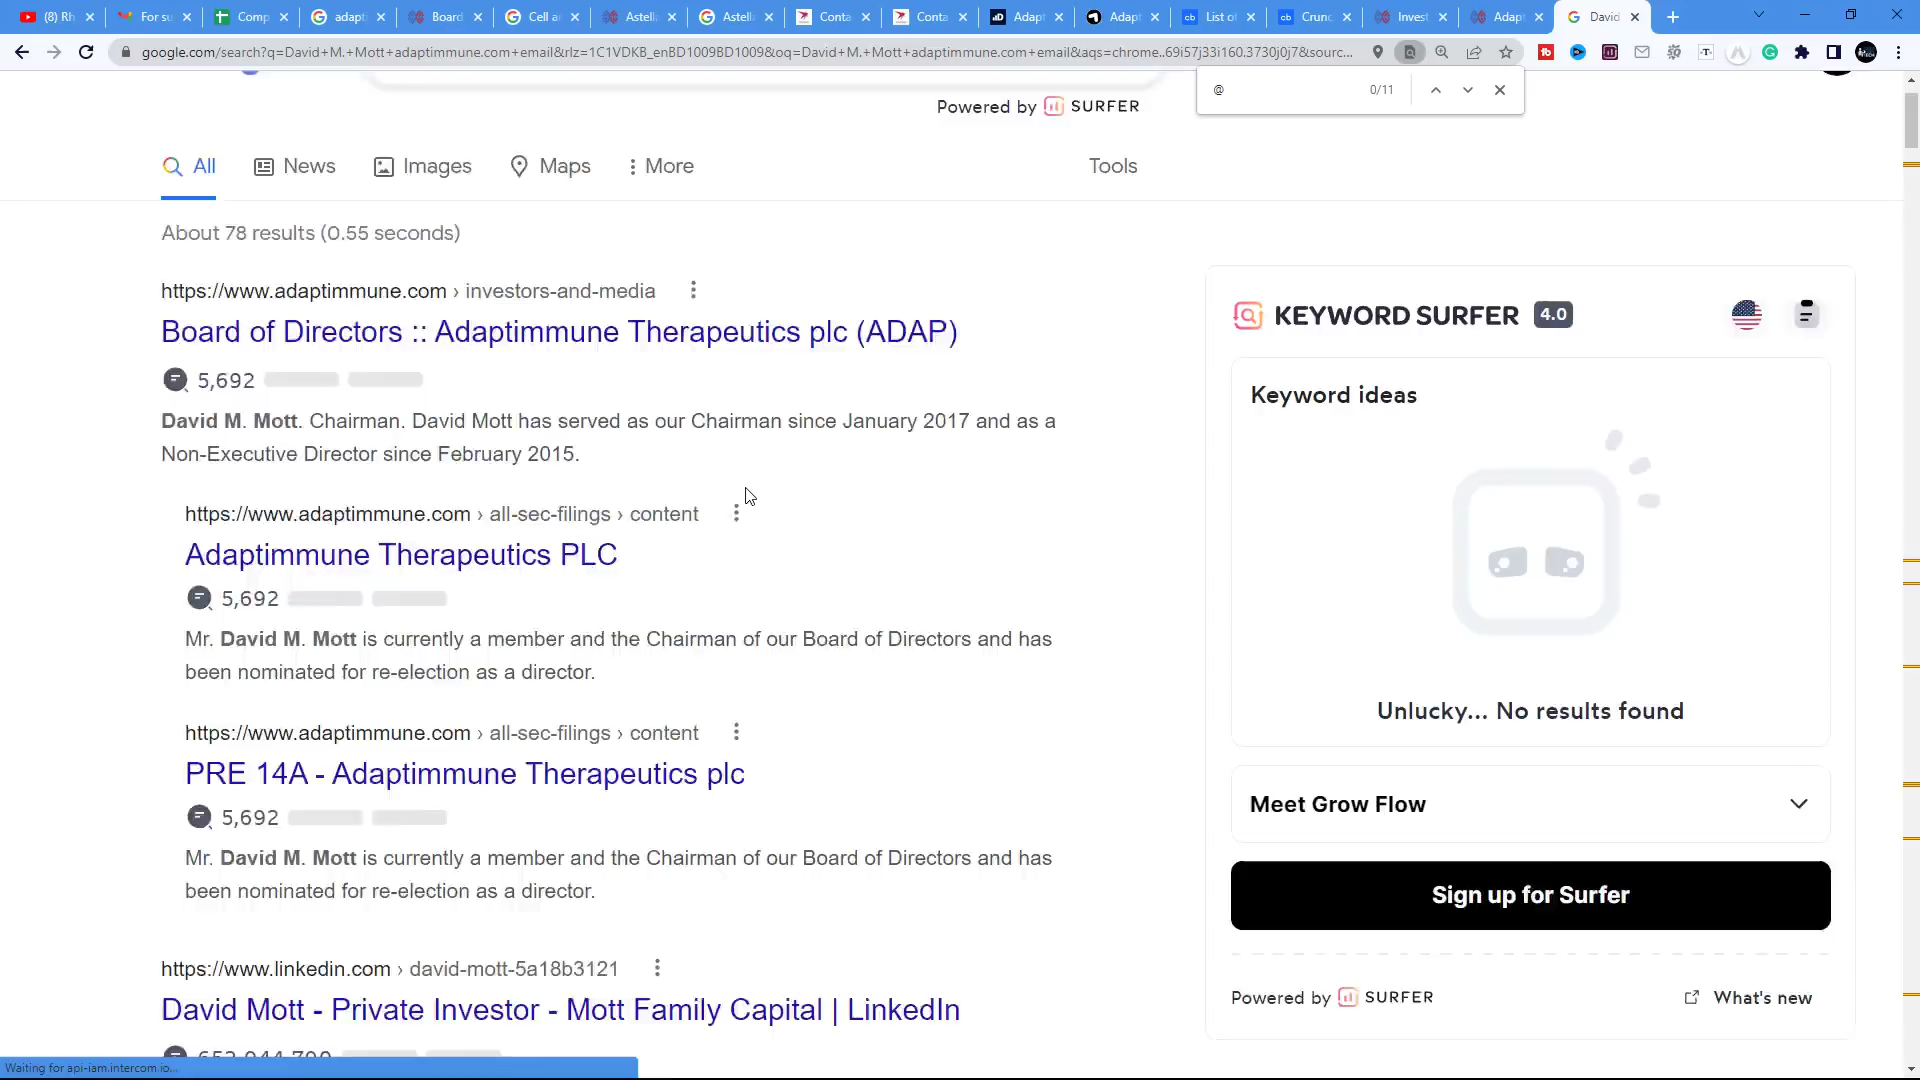 (8) Rh
For su
Comp
adapti
Board
Cell a
Astell
Astell
Conta
Conta
Adapt
Adapt
List of
Crunc
Invest
Adapt
David
google.com/search?q=David+M.+Mott+adaptimmune.com+email&rlz=1C1VDKB_enBD1009BD1009&oq=David+M.+Mott+adaptimmune.com+email&aqs=chrome..69i57j33i160.3730j0j7&sourc...
@ 0/11
Powered by SURFER
All News Images Maps More Tools
About 78 results (0.55 seconds)
https://www.adaptimmune.com › investors-and-media
Board of Directors :: Adaptimmune Therapeutics plc (ADAP)
5,692
David M. Mott. Chairman. David Mott has served as our Chairman since January 2017 and as a
Non-Executive Director since February 2015.
https://www.adaptimmune.com › all-sec-filings › content
Adaptimmune Therapeutics PLC
5,692
Mr. David M. Mott is currently a member and the Chairman of our Board of Directors and has
been nominated for re-election as a director.
https://www.adaptimmune.com › all-sec-filings › content
PRE 14A - Adaptimmune Therapeutics plc
5,692
Mr. David M. Mott is currently a member and the Chairman of our Board of Directors and has
been nominated for re-election as a director.
https://www.linkedin.com › david-mott-5a18b3121
David Mott - Private Investor - Mott Family Capital | LinkedIn
652,944,790
KEYWORD SURFER 4.0
Keyword ideas
Unlucky... No results found
Meet Grow Flow
Sign up for Surfer
Powered by SURFER What's new
Waiting for api-iam.intercom.io...